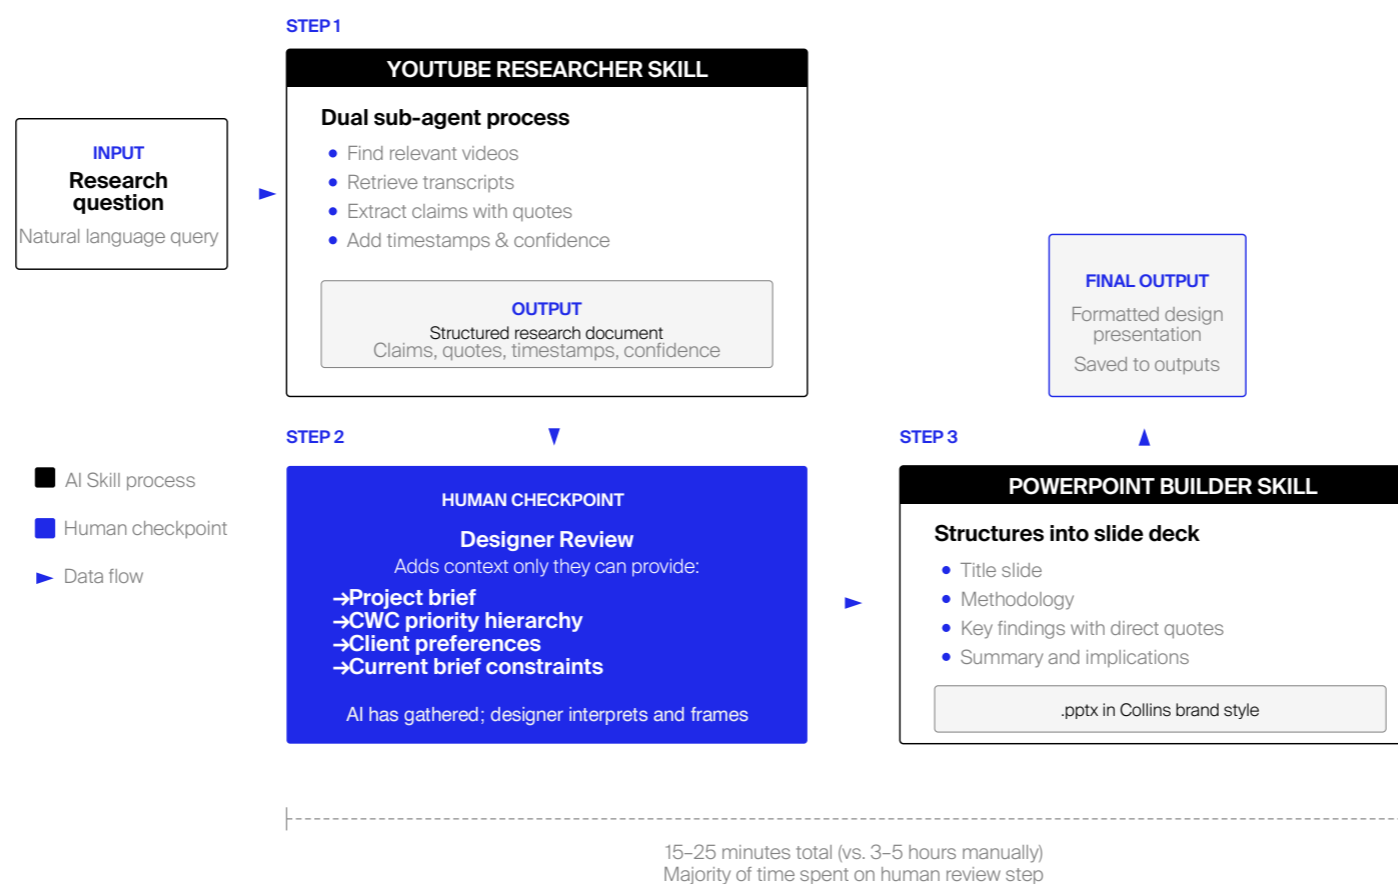 STEP 1
YOUTUBE RESEARCHER SKILL
Dual sub-agent process
Find relevant videos
Retrieve transcripts
Extract claims with quotes
Add timestamps & confidence
OUTPUT
Structured research document
Claims, quotes, timestamps, confidence
INPUT
Research
question
Natural language query
FINAL OUTPUT
Formatted design
presentation
Saved to outputs
STEP 2
HUMAN CHECKPOINT
Designer Review
Adds context only they can provide:
→Project brief
→CWC priority hierarchy
→Client preferences
→Current brief constraints
AI has gathered; designer interprets and frames
STEP 3
POWERPOINT BUILDER SKILL
Structures into slide deck
Title slide
Methodology
Key findings with direct quotes
Summary and implications
.pptx in Collins brand style
AI Skill process
Human checkpoint
Data flow
15–25 minutes total (vs. 3–5 hours manually)
Majority of time spent on human review step